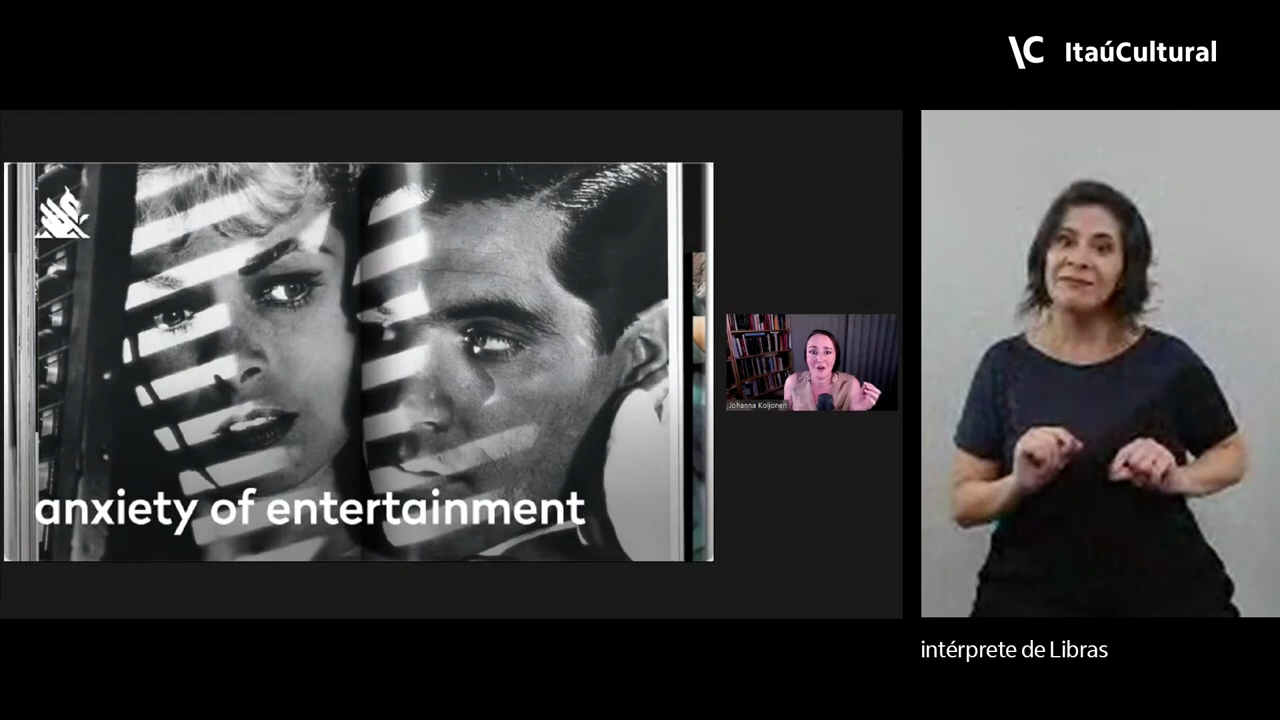 \C ItaúCultural
anxiety of entertainment
Johanna Koljonen
intérprete de Libras